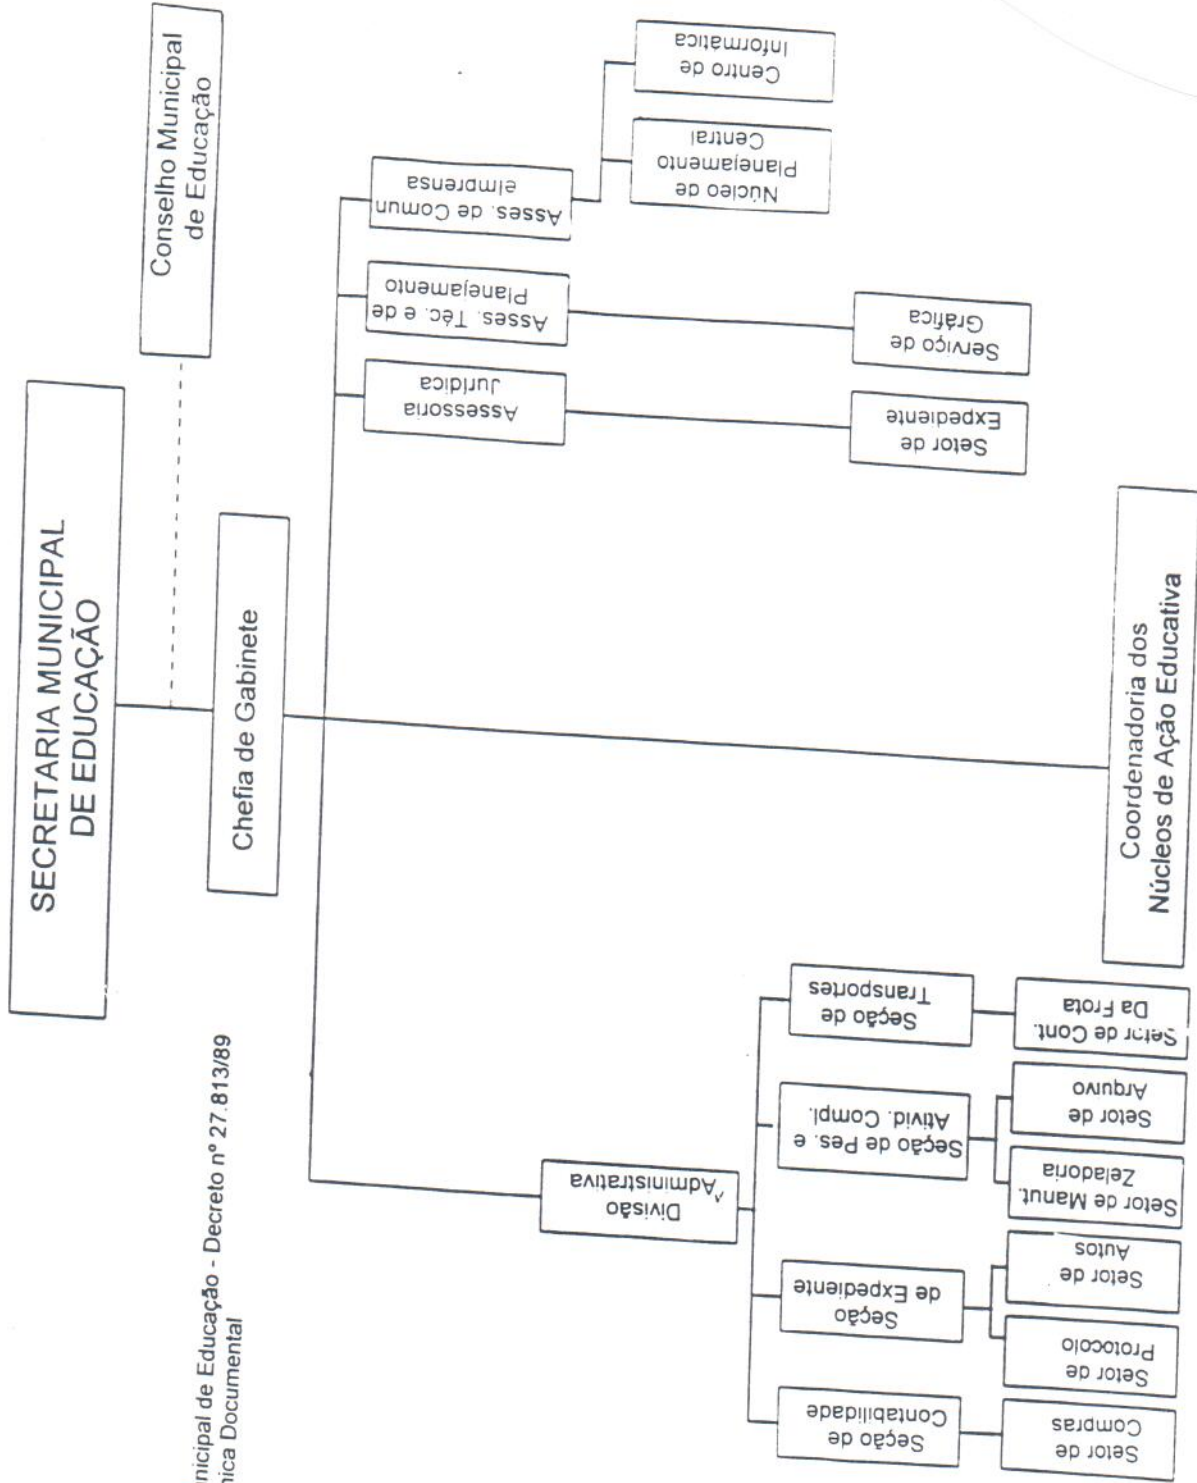 SECRETARIA MUNICIPAL
DE EDUCAÇÃO
Conselho Municipal
de Educação
Chefia de Gabinete
Assessoria
Jurídica
Asses. Téc. e de
Planejamento
Asses. de Comun
eImprensa
Setor de
Expediente
Serviço de
Gráfica
Núcleo de
Planejamento
Central
Centro de
Informática
Divisão
Administrativa
Seção de
Contabilidade
Seção
de Expediente
Seção de Pes. e
Ativid. Compl.
Seção de
Transportes
Setor de
Compras
Setor de
Protocolo
Setor de
Autos
Setor de Manut.
Zeladoria
Setor de
Arquivo
Setor de Cont.
Da Frota
Coordenadoria dos
Núcleos de Ação Educativa
nicipal de Educação - Decreto nº 27.813/89
nica Documental